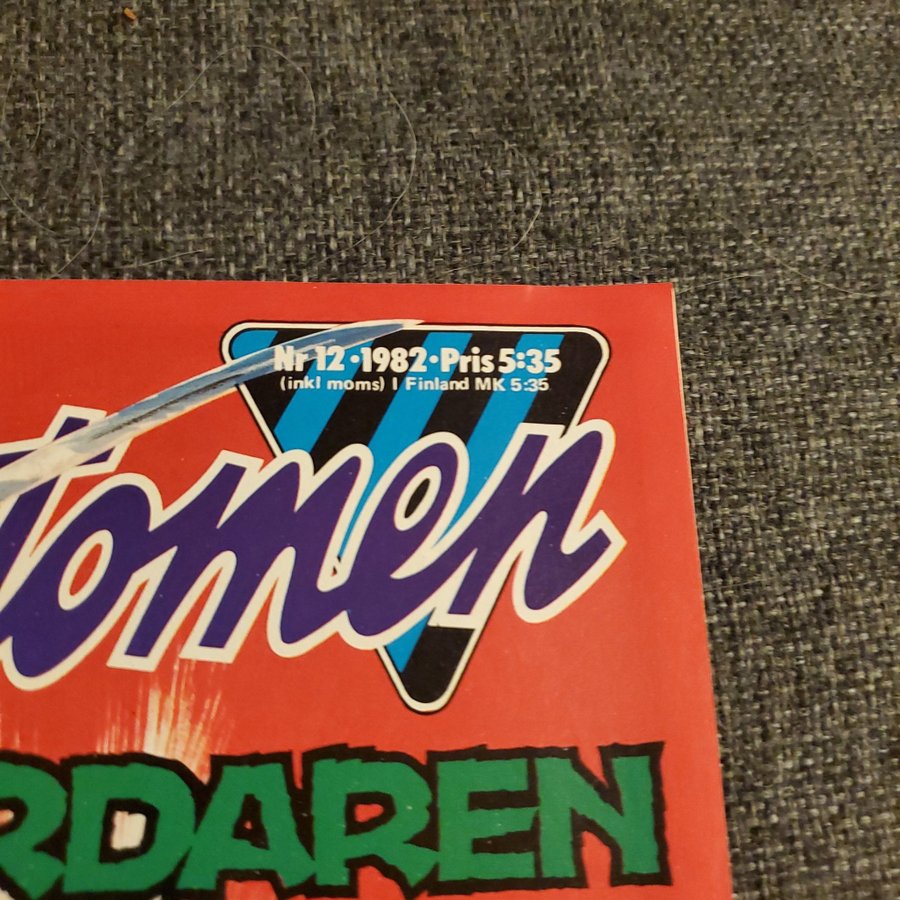 Nr 12 • 1982 • Pris 5:35
(inkl moms) I Finland MK 5:35
tomen
RDAREN